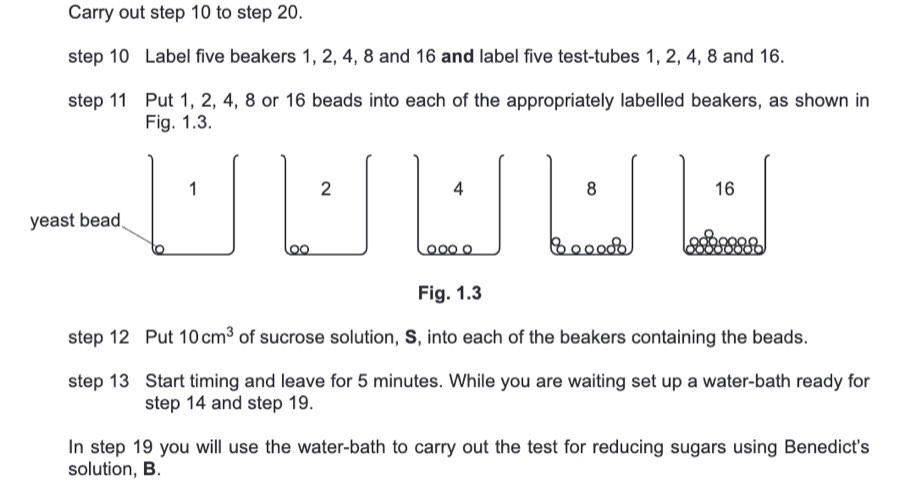 Carry out step 10 to step 20.
step 10 Label five beakers 1, 2, 4, 8 and 16 and label five test-tubes 1, 2, 4, 8 and 16.
step 11 Put 1, 2, 4, 8 or 16 beads into each of the appropriately labelled beakers, as shown in
Fig. 1.3.
1 2 4 8 16
yeast bead
Fig. 1.3
step 12 Put 10 cm³ of sucrose solution, S, into each of the beakers containing the beads.
step 13 Start timing and leave for 5 minutes. While you are waiting set up a water-bath ready for
step 14 and step 19.
In step 19 you will use the water-bath to carry out the test for reducing sugars using Benedict's
solution, B.